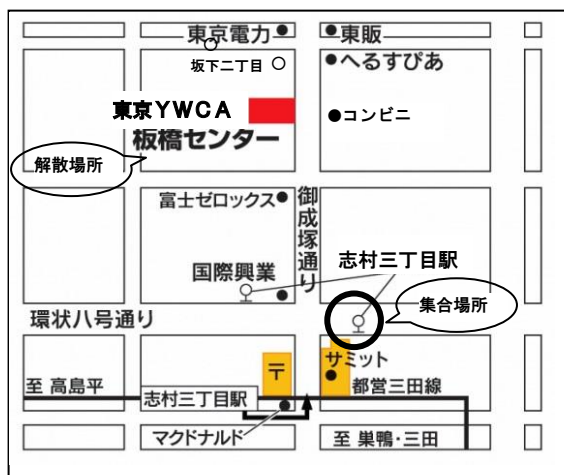 東京電力
東販
坂下二丁目
へるすぴあ
東京YWCA
板橋センター
コンビニ
解散場所
富士ゼロックス
御成塚通り
国際興業
志村三丁目駅
集合場所
環状八号通り
〒
サミット
至 高島平
志村三丁目駅
都営三田線
マクドナルド
至 巣鴨・三田